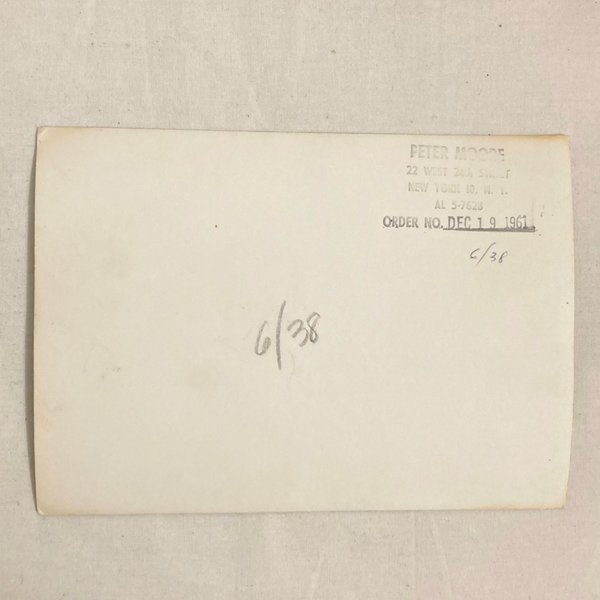 PETER MOORE
22 WEST 24th STREET
NEW YORK 10, N. Y.
AL 5-7628
ORDER NO. DEC 19 1961
6/38
6/38